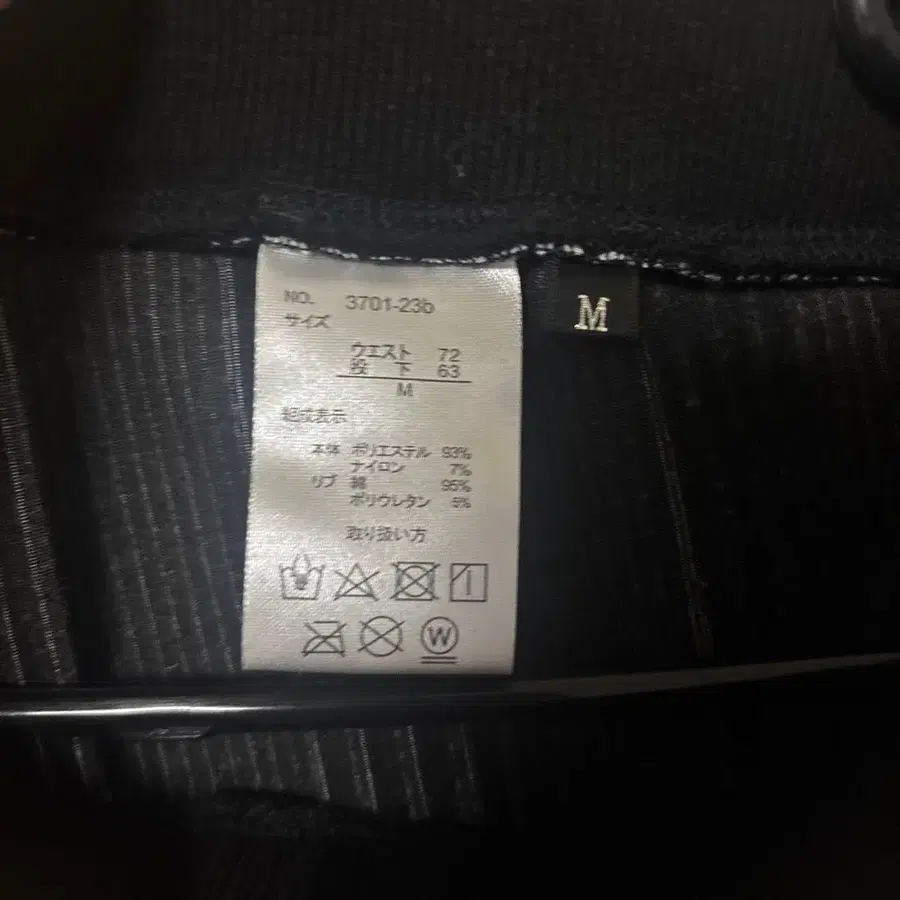 NO. 3701-23b
サイズ
ウエスト 72
股 下 63
M
組成表示
本体 ポリエステル 93%
ナイロン 7%
リブ 綿 95%
ポリウレタン 5%
取り扱い方
W
M